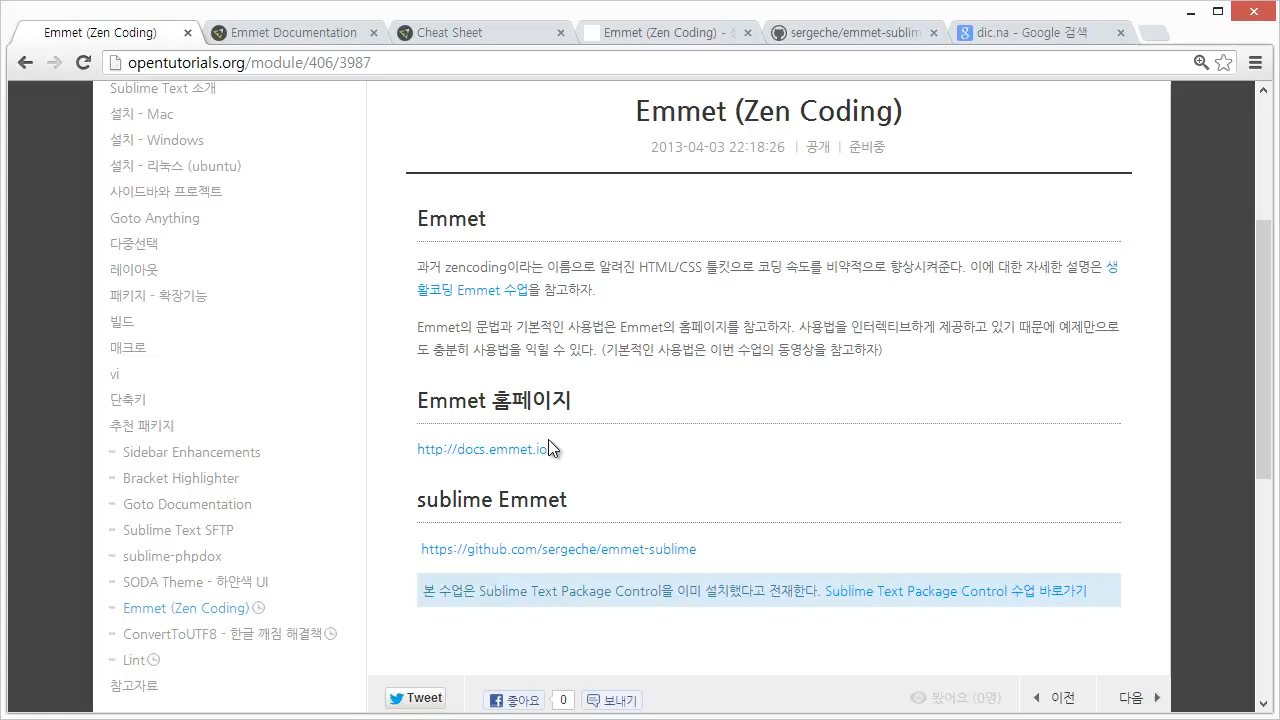 Emmet (Zen Coding)
Emmet Documentation
Cheat Sheet
Emmet (Zen Coding) -
sergeche/emmet-sublim
dic.na - Google 검색
opentutorials.org/module/406/3987
Sublime Text 소개
설치 - Mac
설치 - Windows
설치 - 리눅스 (ubuntu)
사이드바와 프로젝트
Goto Anything
다중선택
레이아웃
패키지 - 확장기능
빌드
매크로
vi
단축키
추천 패키지
Sidebar Enhancements
Bracket Highlighter
Goto Documentation
Sublime Text SFTP
sublime-phpdox
SODA Theme - 하얀색 UI
Emmet (Zen Coding)
ConvertToUTF8 - 한글 깨짐 해결책
Lint
참고자료
Emmet (Zen Coding)
2013-04-03 22:18:26 | 공개 | 준비중
Emmet
과거 zencoding이라는 이름으로 알려진 HTML/CSS 툴킷으로 코딩 속도를 비약적으로 향상시켜준다. 이에 대한 자세한 설명은 생
활코딩 Emmet 수업을 참고하자.
Emmet의 문법과 기본적인 사용법은 Emmet의 홈페이지를 참고하자. 사용법을 인터렉티브하게 제공하고 있기 때문에 예제만으로
도 충분히 사용법을 익힐 수 있다. (기본적인 사용법은 이번 수업의 동영상을 참고하자)
Emmet 홈페이지
http://docs.emmet.io
sublime Emmet
https://github.com/sergeche/emmet-sublime
본 수업은 Sublime Text Package Control을 이미 설치했다고 전재한다. Sublime Text Package Control 수업 바로가기
Tweet
좋아요 0
보내기
봤어요 (0명)
이전
다음